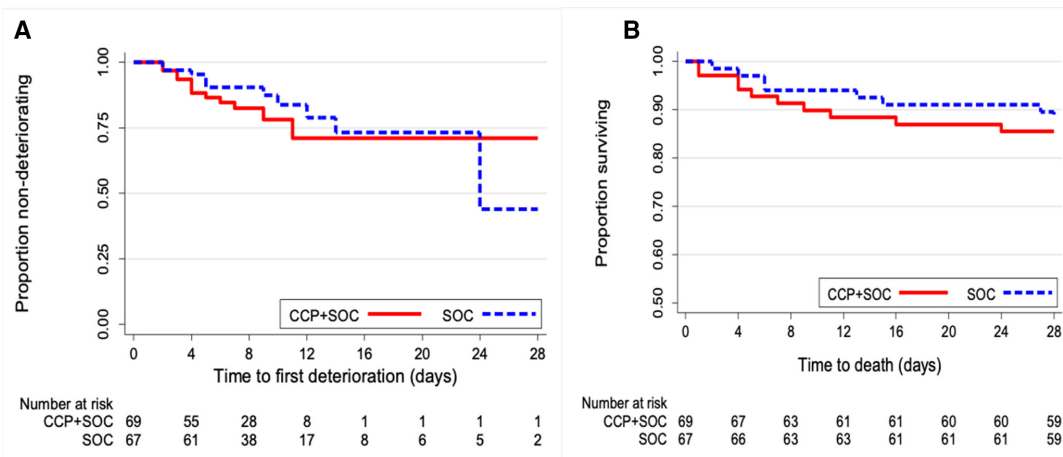 A
Proportion non-deteriorating
1.00
0.75
0.50
0.25
0.00
CCP+SOC SOC
0 4 8 12 16 20 24 28
Time to first deterioration (days)
Number at risk
CCP+SOC 69 55 28 8 1 1 1 1
SOC 67 61 38 17 8 6 5 2
B
Proportion surviving
1.00
0.90
0.80
0.70
0.60
0.50
CCP+SOC SOC
0 4 8 12 16 20 24 28
Time to death (days)
Number at risk
CCP+SOC 69 67 63 61 61 60 60 59
SOC 67 66 63 63 61 61 61 59